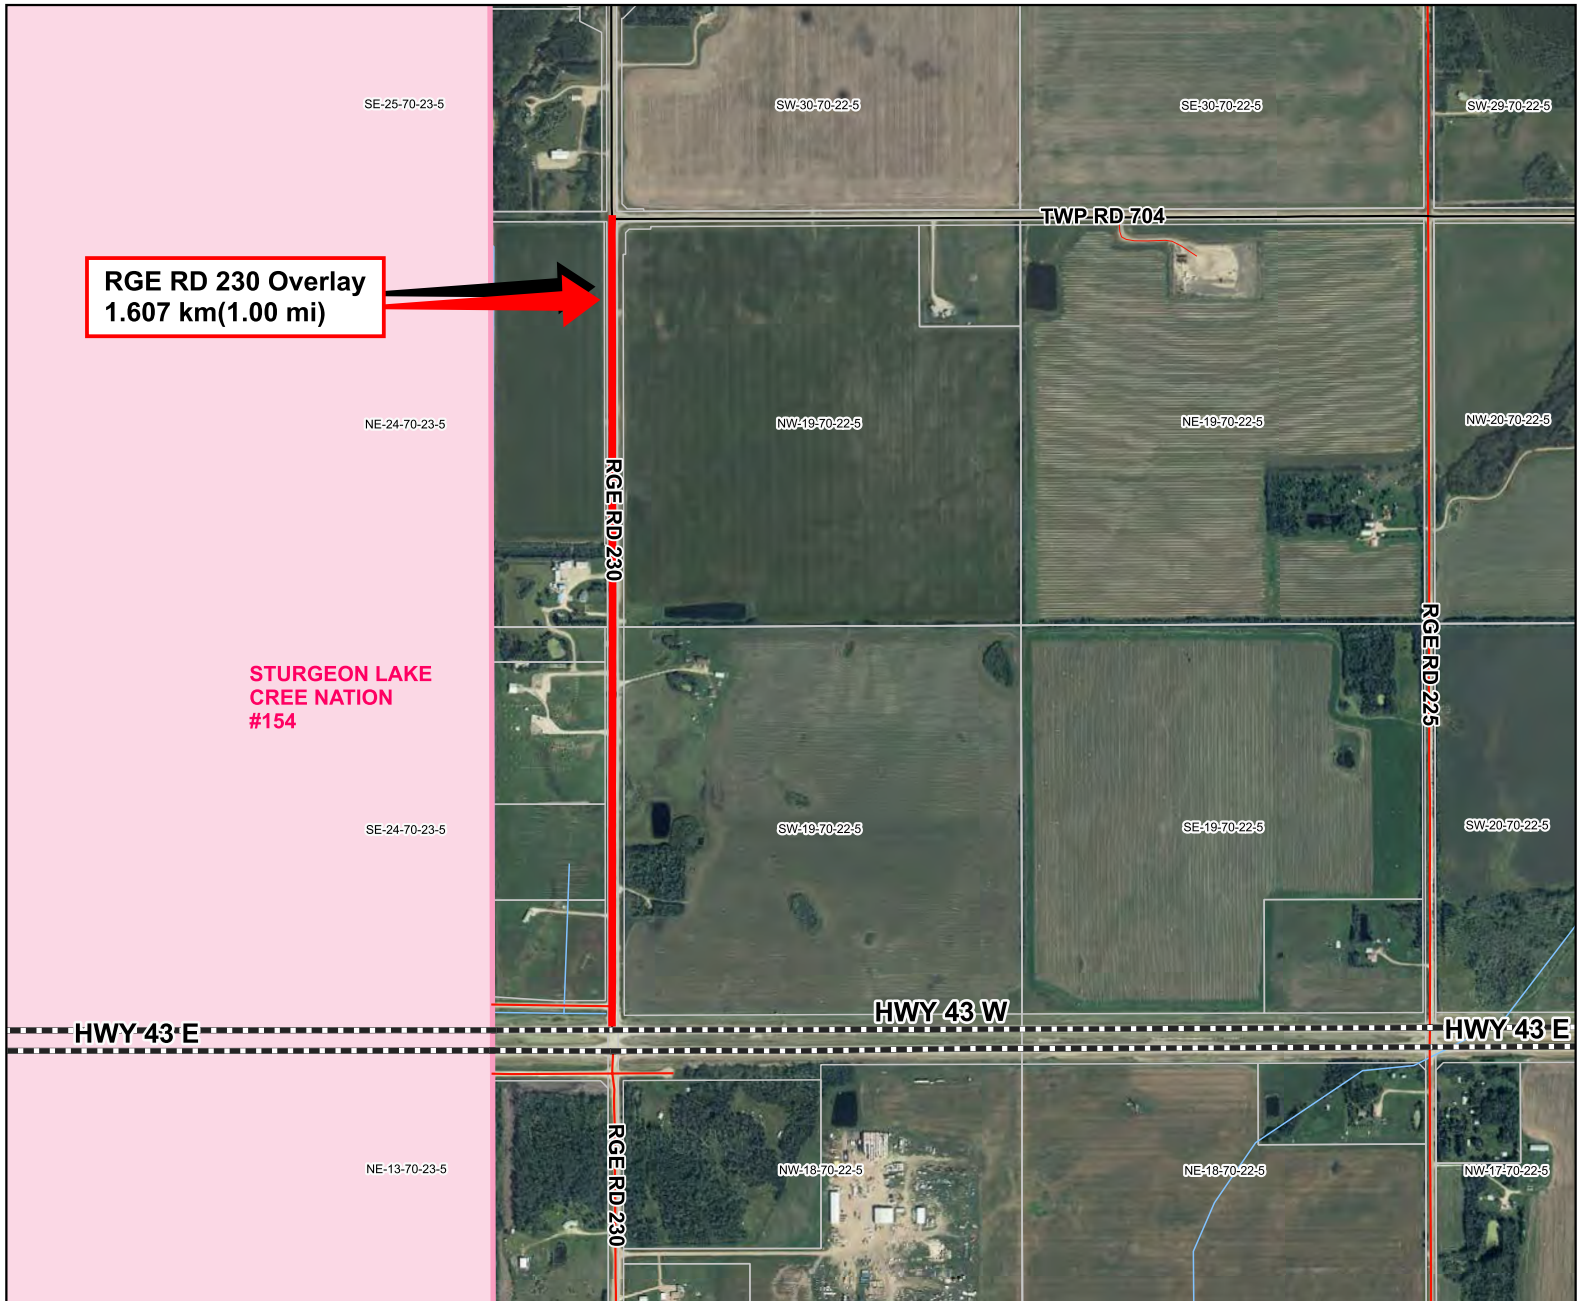 SE-25-70-23-5
SW-30-70-22-5
SE-30-70-22-5
SW-29-70-22-5
TWP RD 704
RGE RD 230 Overlay
1.607 km(1.00 mi)
NE-24-70-23-5
NW-19-70-22-5
NE-19-70-22-5
NW-20-70-22-5
RGE RD 230
RGE RD 225
STURGEON LAKE
CREE NATION
#154
SE-24-70-23-5
SW-19-70-22-5
SE-19-70-22-5
SW-20-70-22-5
HWY 43 W
HWY 43 E
HWY 43 E
RGE RD 230
NE-13-70-23-5
NW-18-70-22-5
NE-18-70-22-5
NW-17-70-22-5